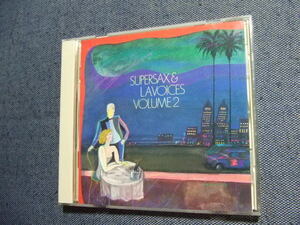 SUPERSAX &
L.A.VOICES
VOLUME 2